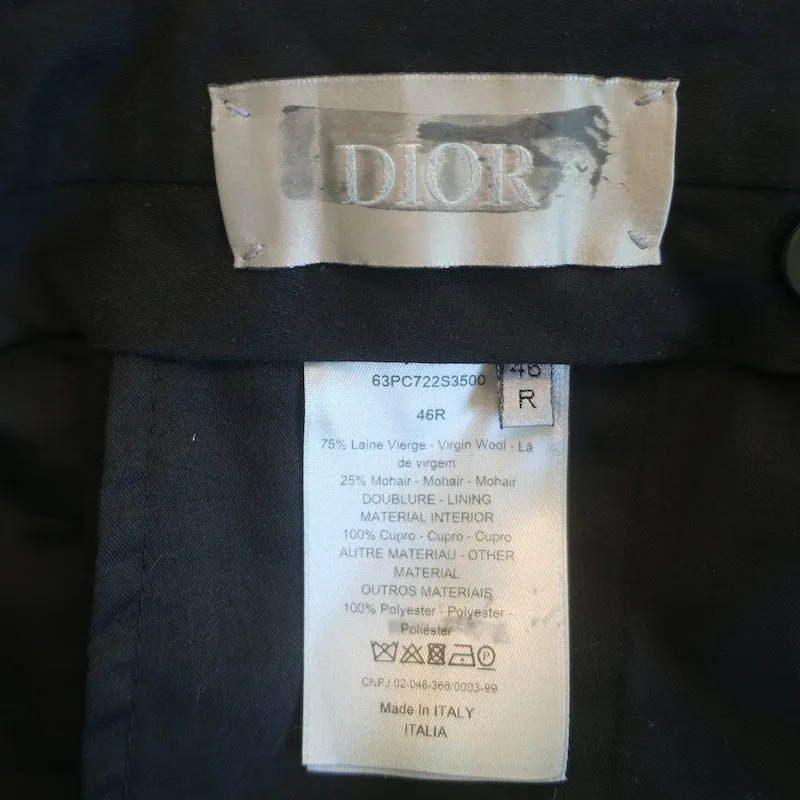 DIOR
63PC722S3500
46
R
46R
75% Laine Vierge - Virgin Wool - Lã
de virgem
25% Mohair - Mohair - Mohair
DOUBLURE - LINING
MATERIAL INTERIOR
100% Cupro - Cupro - Cupro
AUTRE MATERIAU - OTHER
MATERIAL
OUTROS MATERIAIS
100% Polyester - Polyester -
Poliéster
CNPJ 02-046-368/0003-99
Made In ITALY
ITALIA